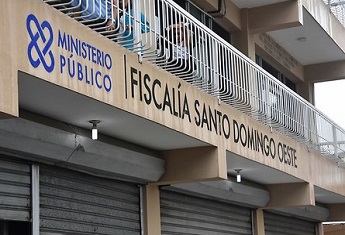 MINISTERIO
PÚBLICO
FISCALÍA SANTO DOMINGO OESTE